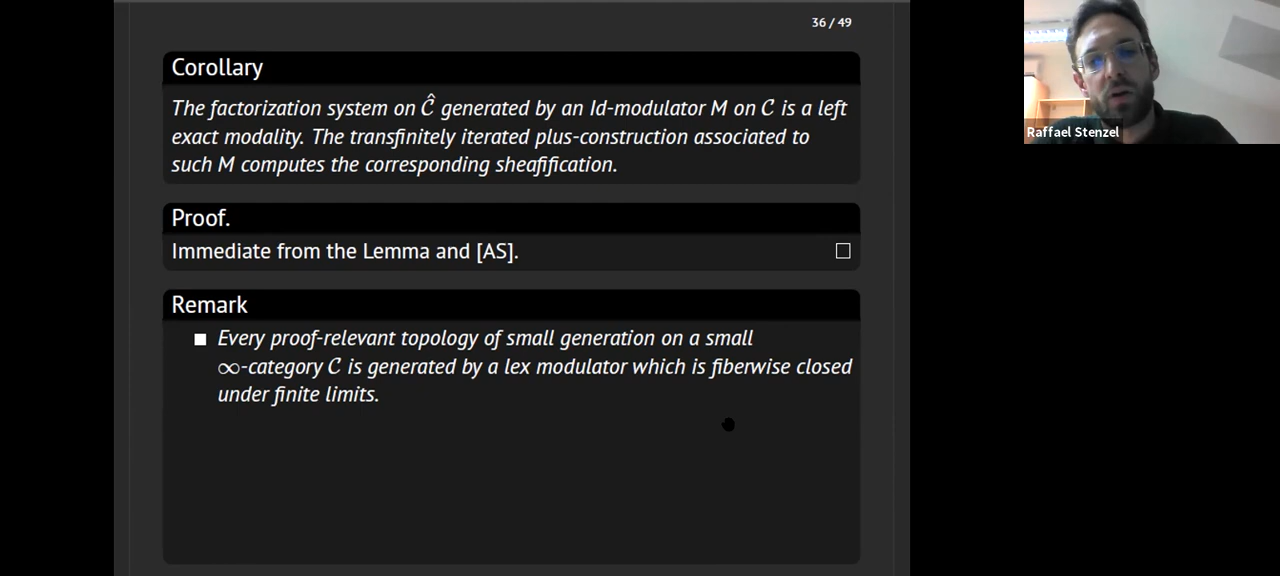 36 / 49
Corollary
The factorization system on Ĉ generated by an Id-modulator M on C is a left
exact modality. The transfinitely iterated plus-construction associated to
such M computes the corresponding sheafification.
Proof.
Immediate from the Lemma and [AS]. □
Remark
■ Every proof-relevant topology of small generation on a small
∞-category C is generated by a lex modulator which is fiberwise closed
under finite limits.
Raffael Stenzel